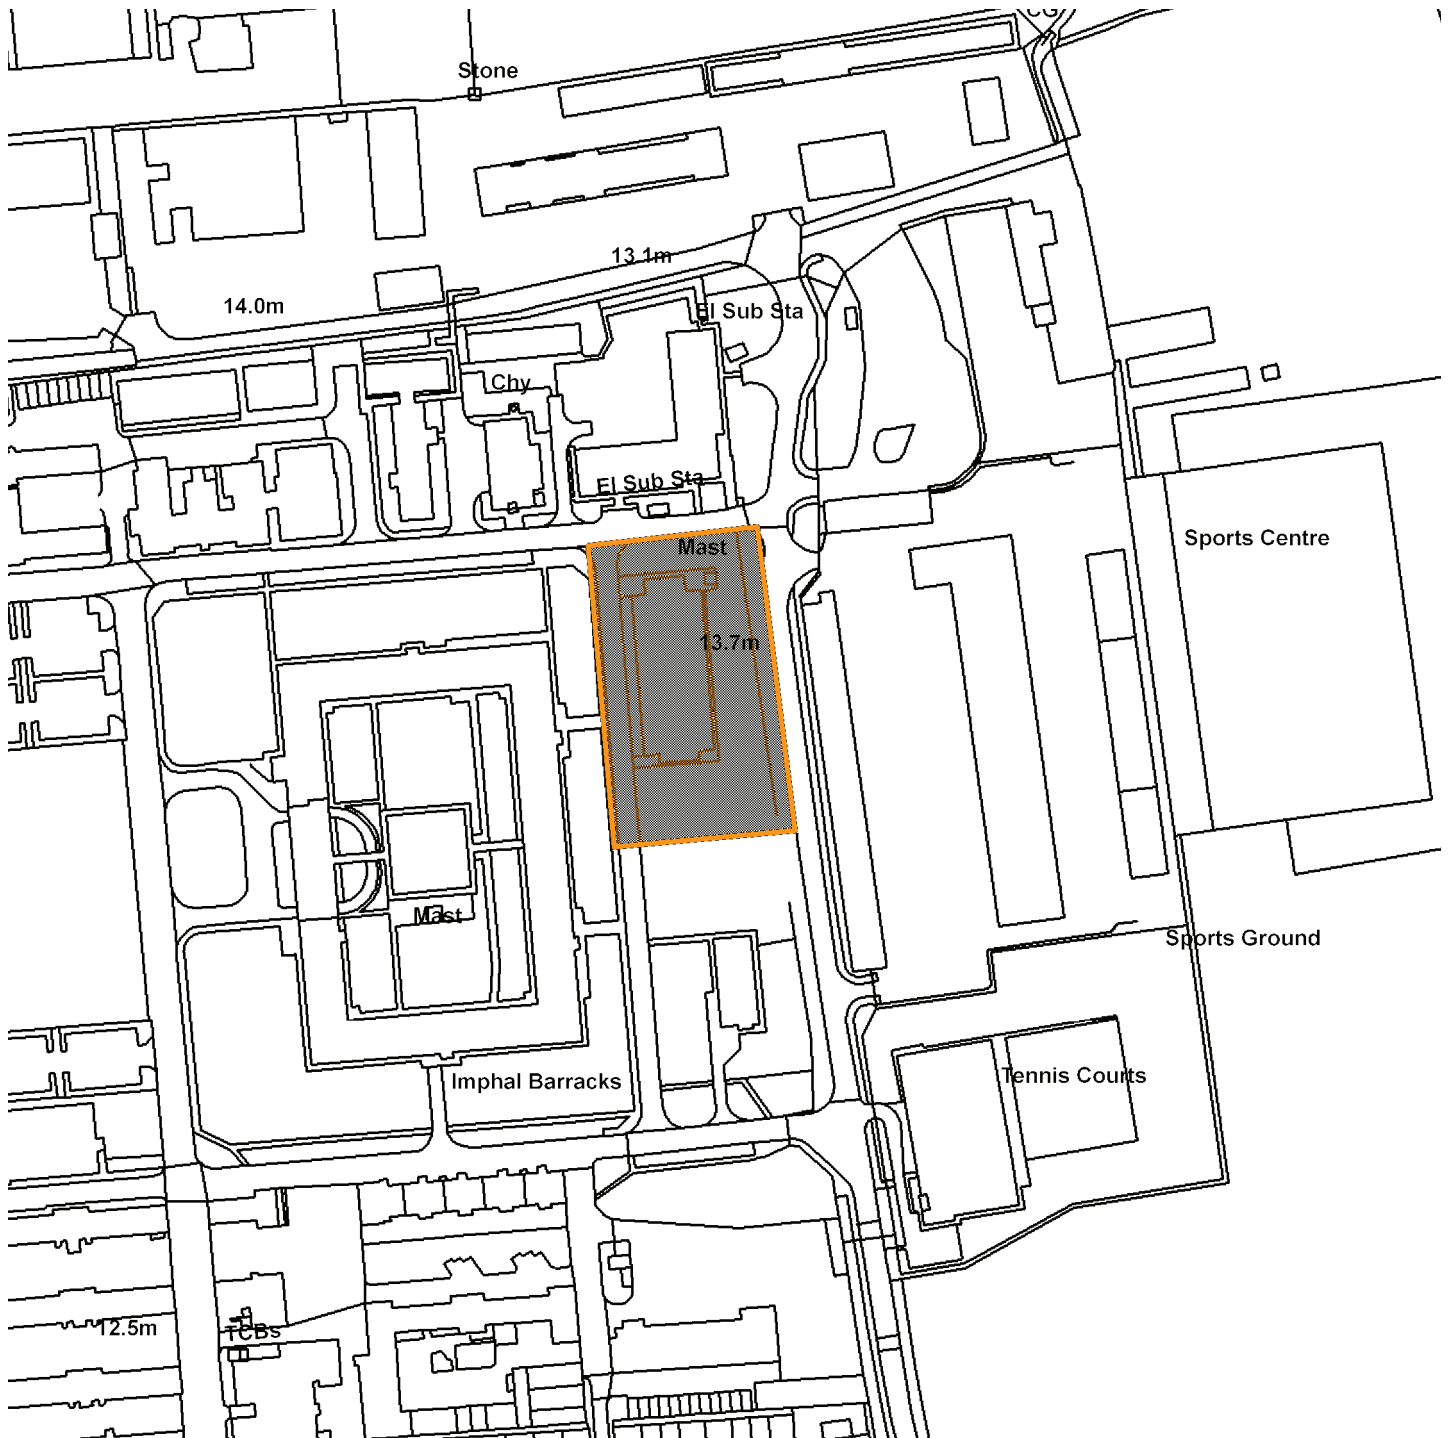 CG
Stone
13.1m
14.0m
El Sub Sta
Chy
El Sub Sta
Sports Centre
Mast
13.7m
Mast
Sports Ground
Tennis Courts
Imphal Barracks
12.5m
TCBs